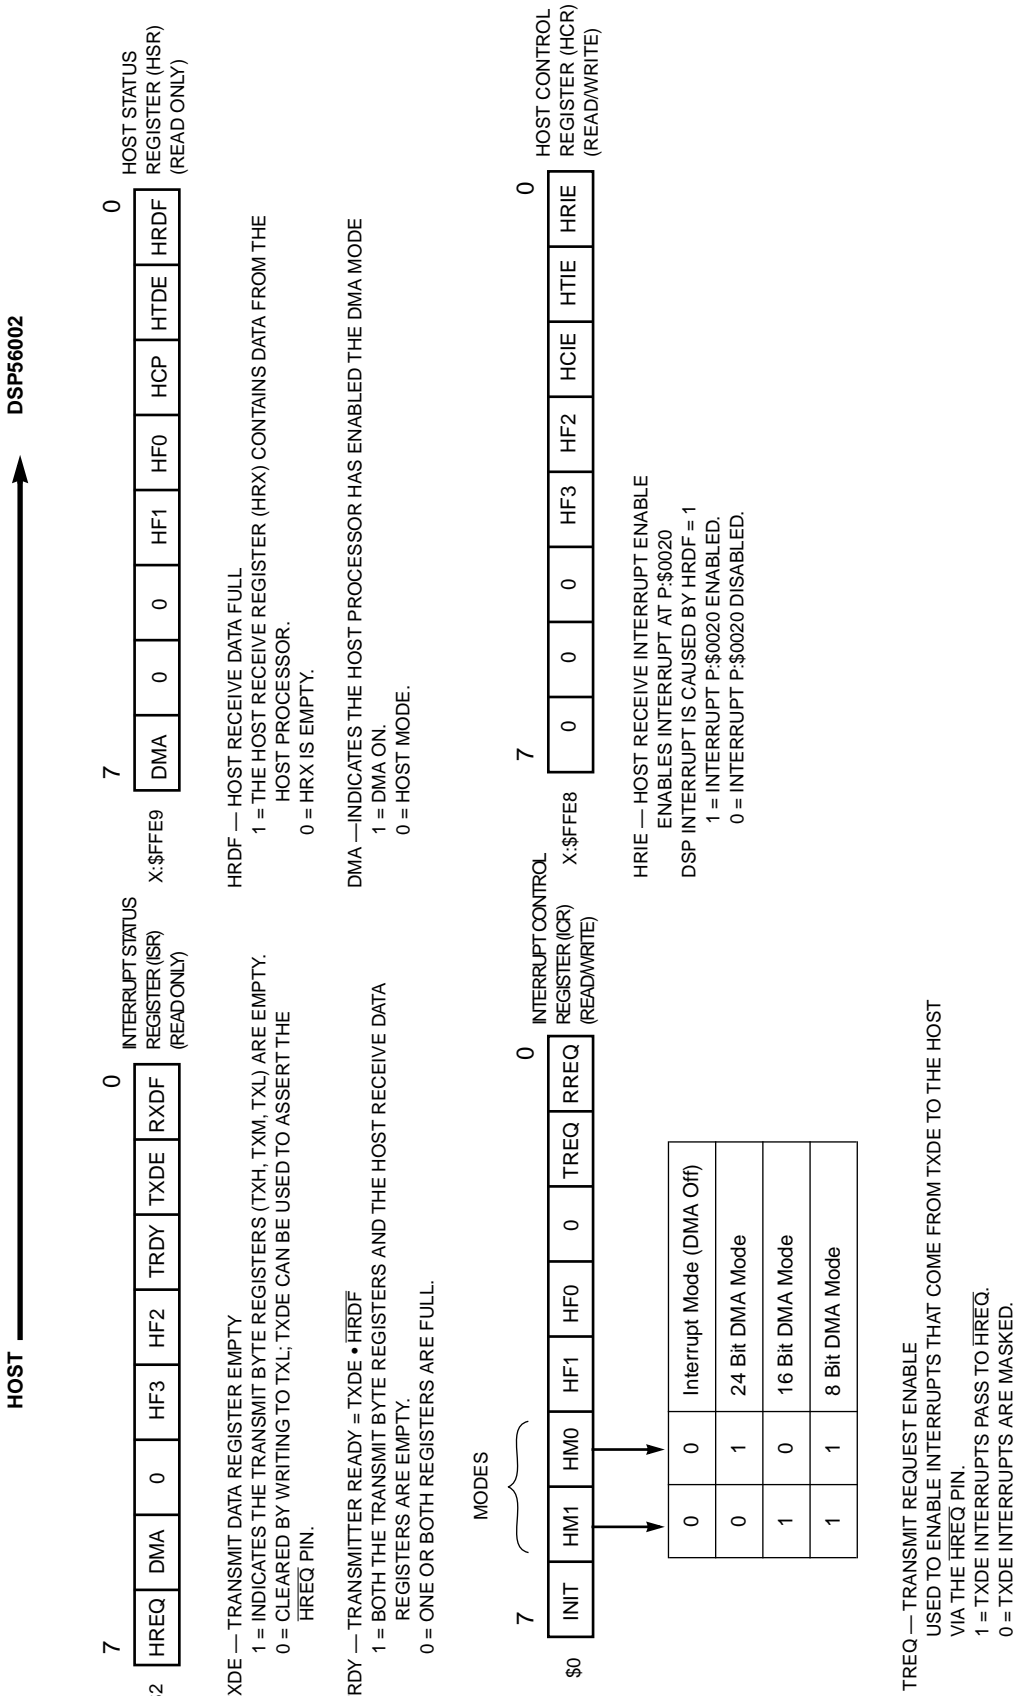 HOST
DSP56002
7
0
HREQ DMA 0 HF3 HF2 TRDY TXDE RXDF
INTERRUPT STATUS
REGISTER (ISR)
(READ ONLY)
XDE — TRANSMIT DATA REGISTER EMPTY
1 = INDICATES THE TRANSMIT BYTE REGISTERS (TXH, TXM, TXL) ARE EMPTY.
0 = CLEARED BY WRITING TO TXL; TXDE CAN BE USED TO ASSERT THE
HREQ PIN.
RDY — TRANSMITTER READY = TXDE • HRDF
1 = BOTH THE TRANSMIT BYTE REGISTERS AND THE HOST RECEIVE DATA
REGISTERS ARE EMPTY.
0 = ONE OR BOTH REGISTERS ARE FULL.
MODES
7
0
$0
INIT HM1 HM0 HF1 HF0 0 TREQ RREQ
INTERRUPT CONTROL
REGISTER (ICR)
(READ/WRITE)
0 0 Interrupt Mode (DMA Off)
0 1 24 Bit DMA Mode
1 0 16 Bit DMA Mode
1 1 8 Bit DMA Mode
TREQ — TRANSMIT REQUEST ENABLE
USED TO ENABLE INTERRUPTS THAT COME FROM TXDE TO THE HOST
VIA THE HREQ PIN.
1 = TXDE INTERRUPTS PASS TO HREQ.
0 = TXDE INTERRUPTS ARE MASKED.
7
0
X:$FFE9
DMA 0 0 HF1 HF0 HCP HTDE HRDF
HOST STATUS
REGISTER (HSR)
(READ ONLY)
HRDF — HOST RECEIVE DATA FULL
1 = THE HOST RECEIVE REGISTER (HRX) CONTAINS DATA FROM THE
HOST PROCESSOR.
0 = HRX IS EMPTY.
DMA —INDICATES THE HOST PROCESSOR HAS ENABLED THE DMA MODE
1 = DMA ON.
0 = HOST MODE.
7
0
X:$FFE8
0 0 0 HF3 HF2 HCIE HTIE HRIE
HOST CONTROL
REGISTER (HCR)
(READ/WRITE)
HRIE — HOST RECEIVE INTERRUPT ENABLE
ENABLES INTERRUPT AT P:$0020
DSP INTERRUPT IS CAUSED BY HRDF = 1
1 = INTERRUPT P:$0020 ENABLED.
0 = INTERRUPT P:$0020 DISABLED.